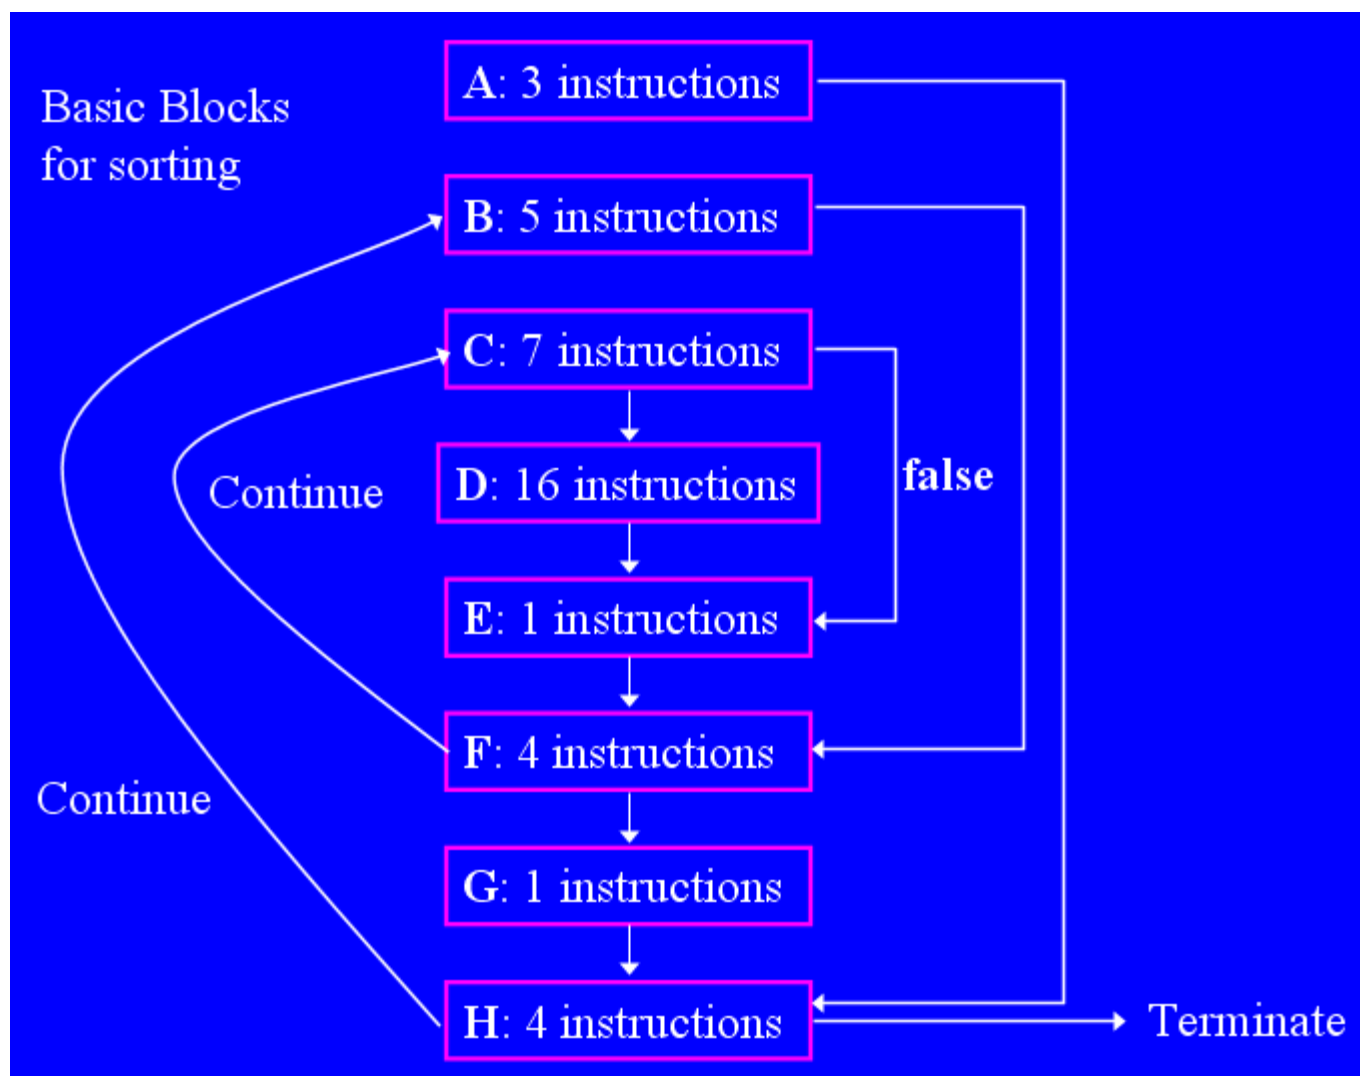 Basic Blocks
for sorting
A: 3 instructions
B: 5 instructions
C: 7 instructions
D: 16 instructions
false
Continue
E: 1 instructions
F: 4 instructions
Continue
G: 1 instructions
H: 4 instructions
Terminate